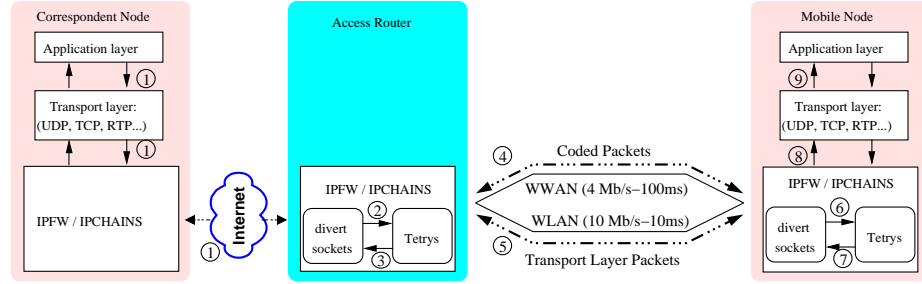 Correspondent Node
Application layer
1
Transport layer:
(UDP, TCP, RTP...)
1
IPFW / IPCHAINS
Internet
1
Access Router
IPFW / IPCHAINS
divert
sockets
2
3
Tetrys
4
Coded Packets
WWAN (4 Mb/s−100ms)
WLAN (10 Mb/s−10ms)
5
Transport Layer Packets
Mobile Node
Application layer
9
Transport layer:
(UDP, TCP, RTP...)
8
IPFW / IPCHAINS
divert
sockets
6
7
Tetrys